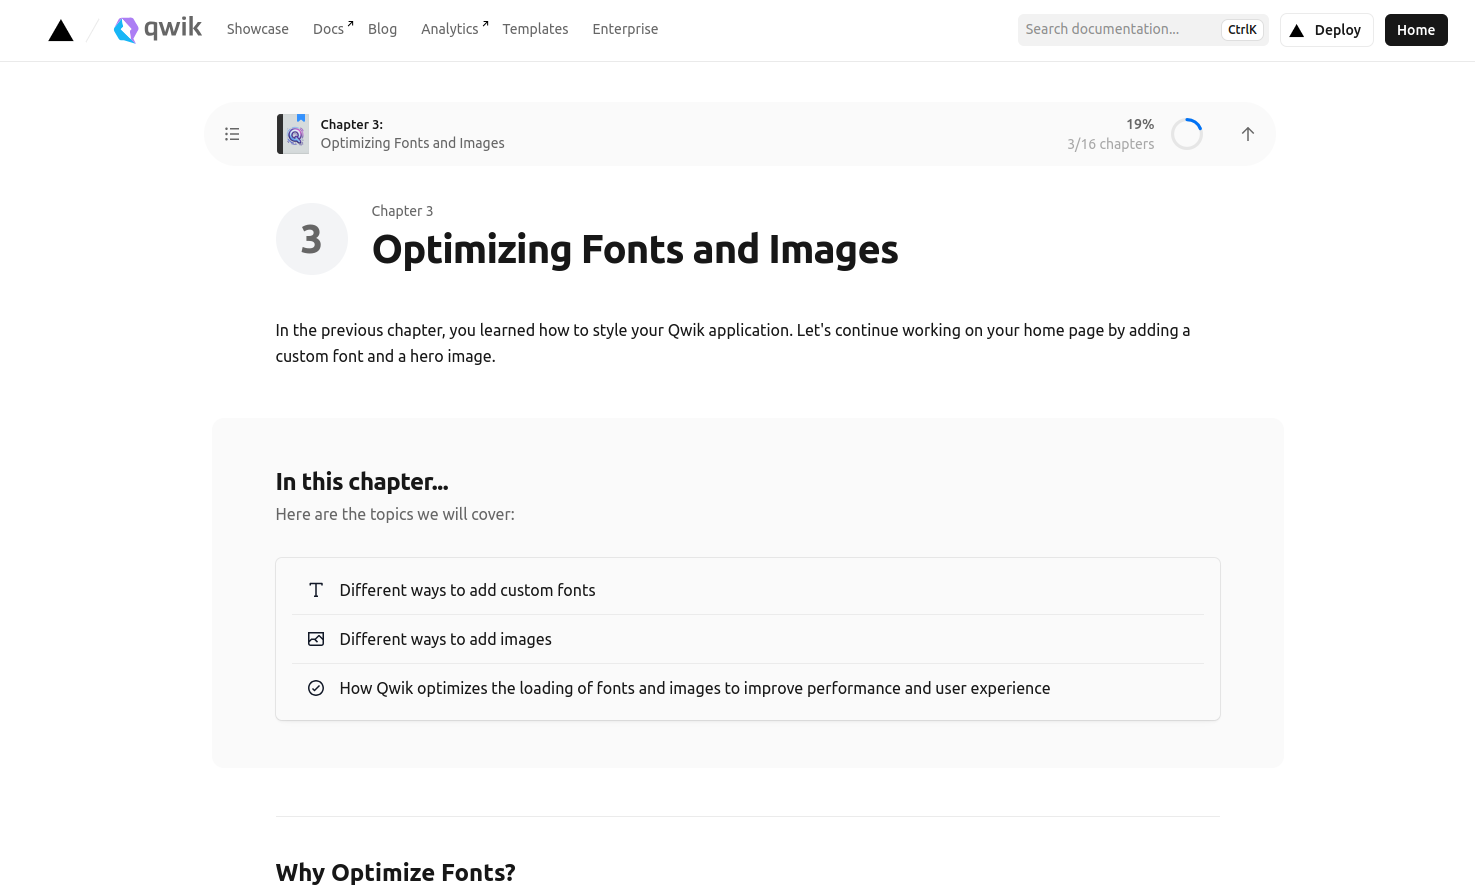 qwik
Showcase
Docs
Blog
Analytics
Templates
Enterprise
Search documentation...
CtrlK
Deploy
Home
Chapter 3:
Optimizing Fonts and Images
19%
3/16 chapters
3
Chapter 3
Optimizing Fonts and Images
In the previous chapter, you learned how to style your Qwik application. Let's continue working on your home page by adding a
custom font and a hero image.
In this chapter...
Here are the topics we will cover:
Different ways to add custom fonts
Different ways to add images
How Qwik optimizes the loading of fonts and images to improve performance and user experience
Why Optimize Fonts?